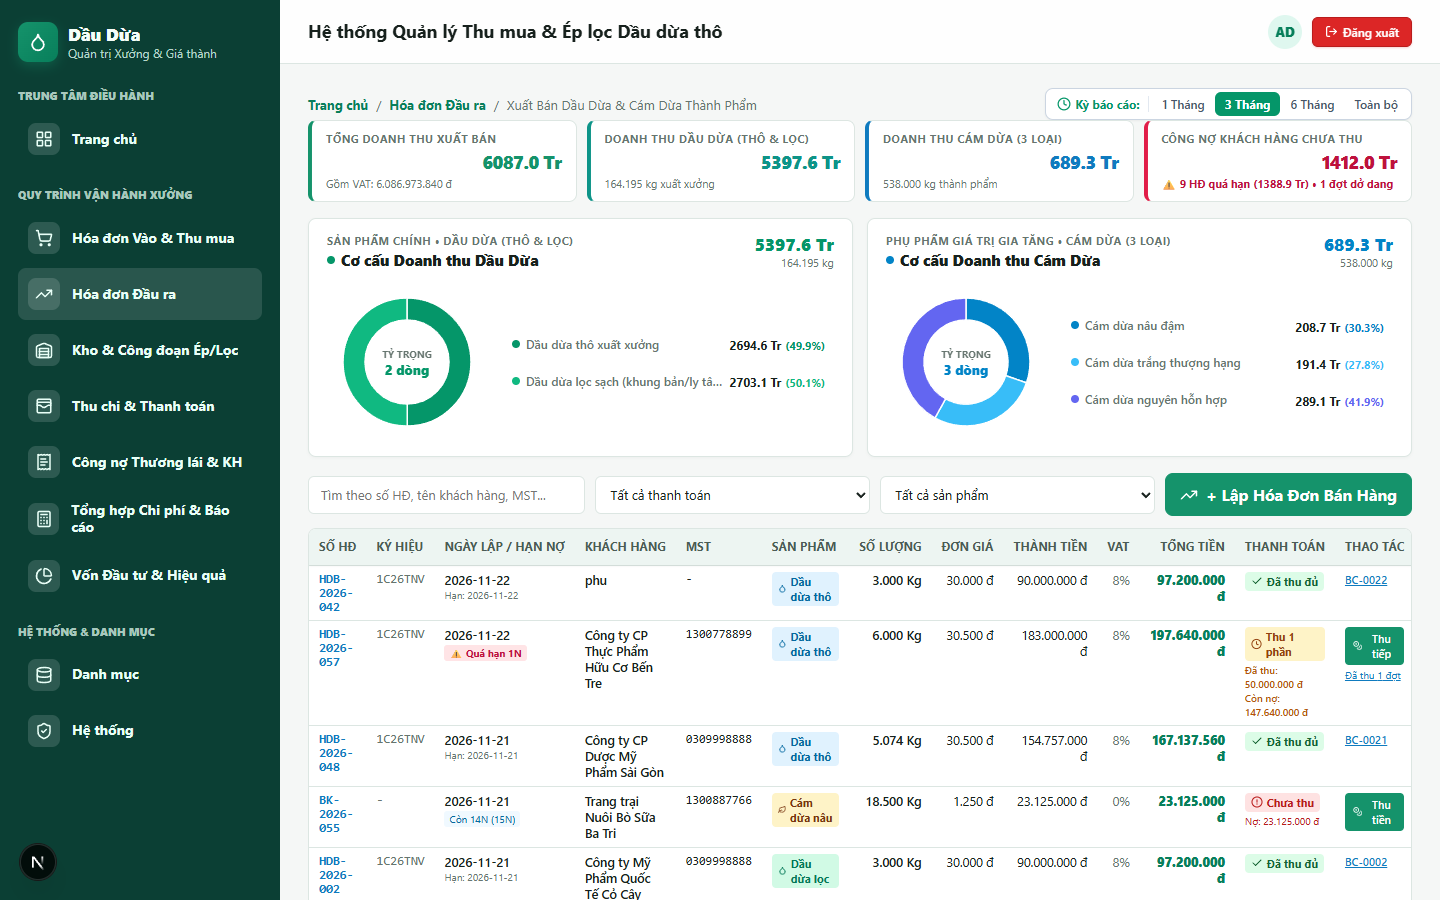 Dầu Dừa
Quản trị Xưởng & Giá thành
TRUNG TÂM ĐIỀU HÀNH
Trang chủ
QUY TRÌNH VẬN HÀNH XƯỞNG
Hóa đơn Vào & Thu mua
Hóa đơn Đầu ra
Kho & Công đoạn Ép/Lọc
Thu chi & Thanh toán
Công nợ Thương lái & KH
Tổng hợp Chi phí & Báo
cáo
Vốn Đầu tư & Hiệu quả
HỆ THỐNG & DANH MỤC
Danh mục
Hệ thống
N
Hệ thống Quản lý Thu mua & Ép lọc Dầu dừa thô
AD
Đăng xuất
Trang chủ / Hóa đơn Đầu ra / Xuất Bán Dầu Dừa & Cám Dừa Thành Phẩm
Kỳ báo cáo: 1 Tháng 3 Tháng 6 Tháng Toàn bộ
TỔNG DOANH THU XUẤT BÁN
6087.0 Tr
Gồm VAT: 6.086.973.840 đ
DOANH THU DẦU DỪA (THÔ & LỌC)
5397.6 Tr
164.195 kg xuất xưởng
DOANH THU CÁM DỪA (3 LOẠI)
689.3 Tr
538.000 kg thành phẩm
CÔNG NỢ KHÁCH HÀNG CHƯA THU
1412.0 Tr
9 HĐ quá hạn (1388.9 Tr) • 1 đợt dở dang
SẢN PHẨM CHÍNH • DẦU DỪA (THÔ & LỌC)
Cơ cấu Doanh thu Dầu Dừa
5397.6 Tr
164.195 kg
TỶ TRỌNG
2 dòng
Dầu dừa thô xuất xưởng 2694.6 Tr (49.9%)
Dầu dừa lọc sạch (khung bản/ly tâ... 2703.1 Tr (50.1%)
PHỤ PHẨM GIÁ TRỊ GIA TĂNG • CÁM DỪA (3 LOẠI)
Cơ cấu Doanh thu Cám Dừa
689.3 Tr
538.000 kg
TỶ TRỌNG
3 dòng
Cám dừa nâu đậm 208.7 Tr (30.3%)
Cám dừa trắng thượng hạng 191.4 Tr (27.8%)
Cám dừa nguyên hỗn hợp 289.1 Tr (41.9%)
Tìm theo số HĐ, tên khách hàng, MST...
Tất cả thanh toán
Tất cả sản phẩm
+ Lập Hóa Đơn Bán Hàng
SỐ HĐ KÝ HIỆU NGÀY LẬP / HẠN NỢ KHÁCH HÀNG MST SẢN PHẨM SỐ LƯỢNG ĐƠN GIÁ THÀNH TIỀN VAT TỔNG TIỀN THANH TOÁN THAO TÁC
HDB- 1C26TNV 2026-11-22 phu - Dầu 3.000 Kg 30.000 đ 90.000.000 đ 8% 97.200.000 Đã thu đủ BC-0022
2026- Hạn: 2026-11-22 dừa thô đ
042
HDB- 1C26TNV 2026-11-22 Công ty CP 1300778899 Dầu 6.000 Kg 30.500 đ 183.000.000 8% 197.640.000 Thu 1 Thu
2026- Quá hạn 1N Thực Phẩm dừa thô đ đ phần tiếp
057 Hữu Cơ Bến Đã thu: Đã thu 1 đợt
Tre 50.000.000 đ
Còn nợ:
147.640.000 đ
HDB- 1C26TNV 2026-11-21 Công ty CP 0309998888 Dầu 5.074 Kg 30.500 đ 154.757.000 8% 167.137.560 Đã thu đủ BC-0021
2026- Hạn: 2026-11-21 Dược Mỹ dừa thô đ đ
048 Phẩm Sài Gòn
BK- - 2026-11-21 Trang trại 1300887766 Cám 18.500 Kg 1.250 đ 23.125.000 đ 0% 23.125.000 Chưa thu Thu
2026- Còn 14N (15N) Nuôi Bò Sữa dừa nâu đ Nợ: 23.125.000 đ tiền
055 Ba Tri
HDB- 1C26TNV 2026-11-21 Công ty Mỹ 0309998888 Dầu 3.000 Kg 30.000 đ 90.000.000 đ 8% 97.200.000 Đã thu đủ BC-0002
2026- Hạn: 2026-11-21 Phẩm Quốc dừa lọc đ
002 Tế Cỏ Cây